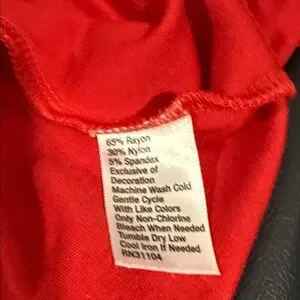 65% Rayon
30% Nylon
5% Spandex
Exclusive of
Decoration
Machine Wash Cold
Gentle Cycle
With Like Colors
Only Non-Chlorine
Bleach When Needed
Tumble Dry Low
Cool Iron If Needed
RN31104